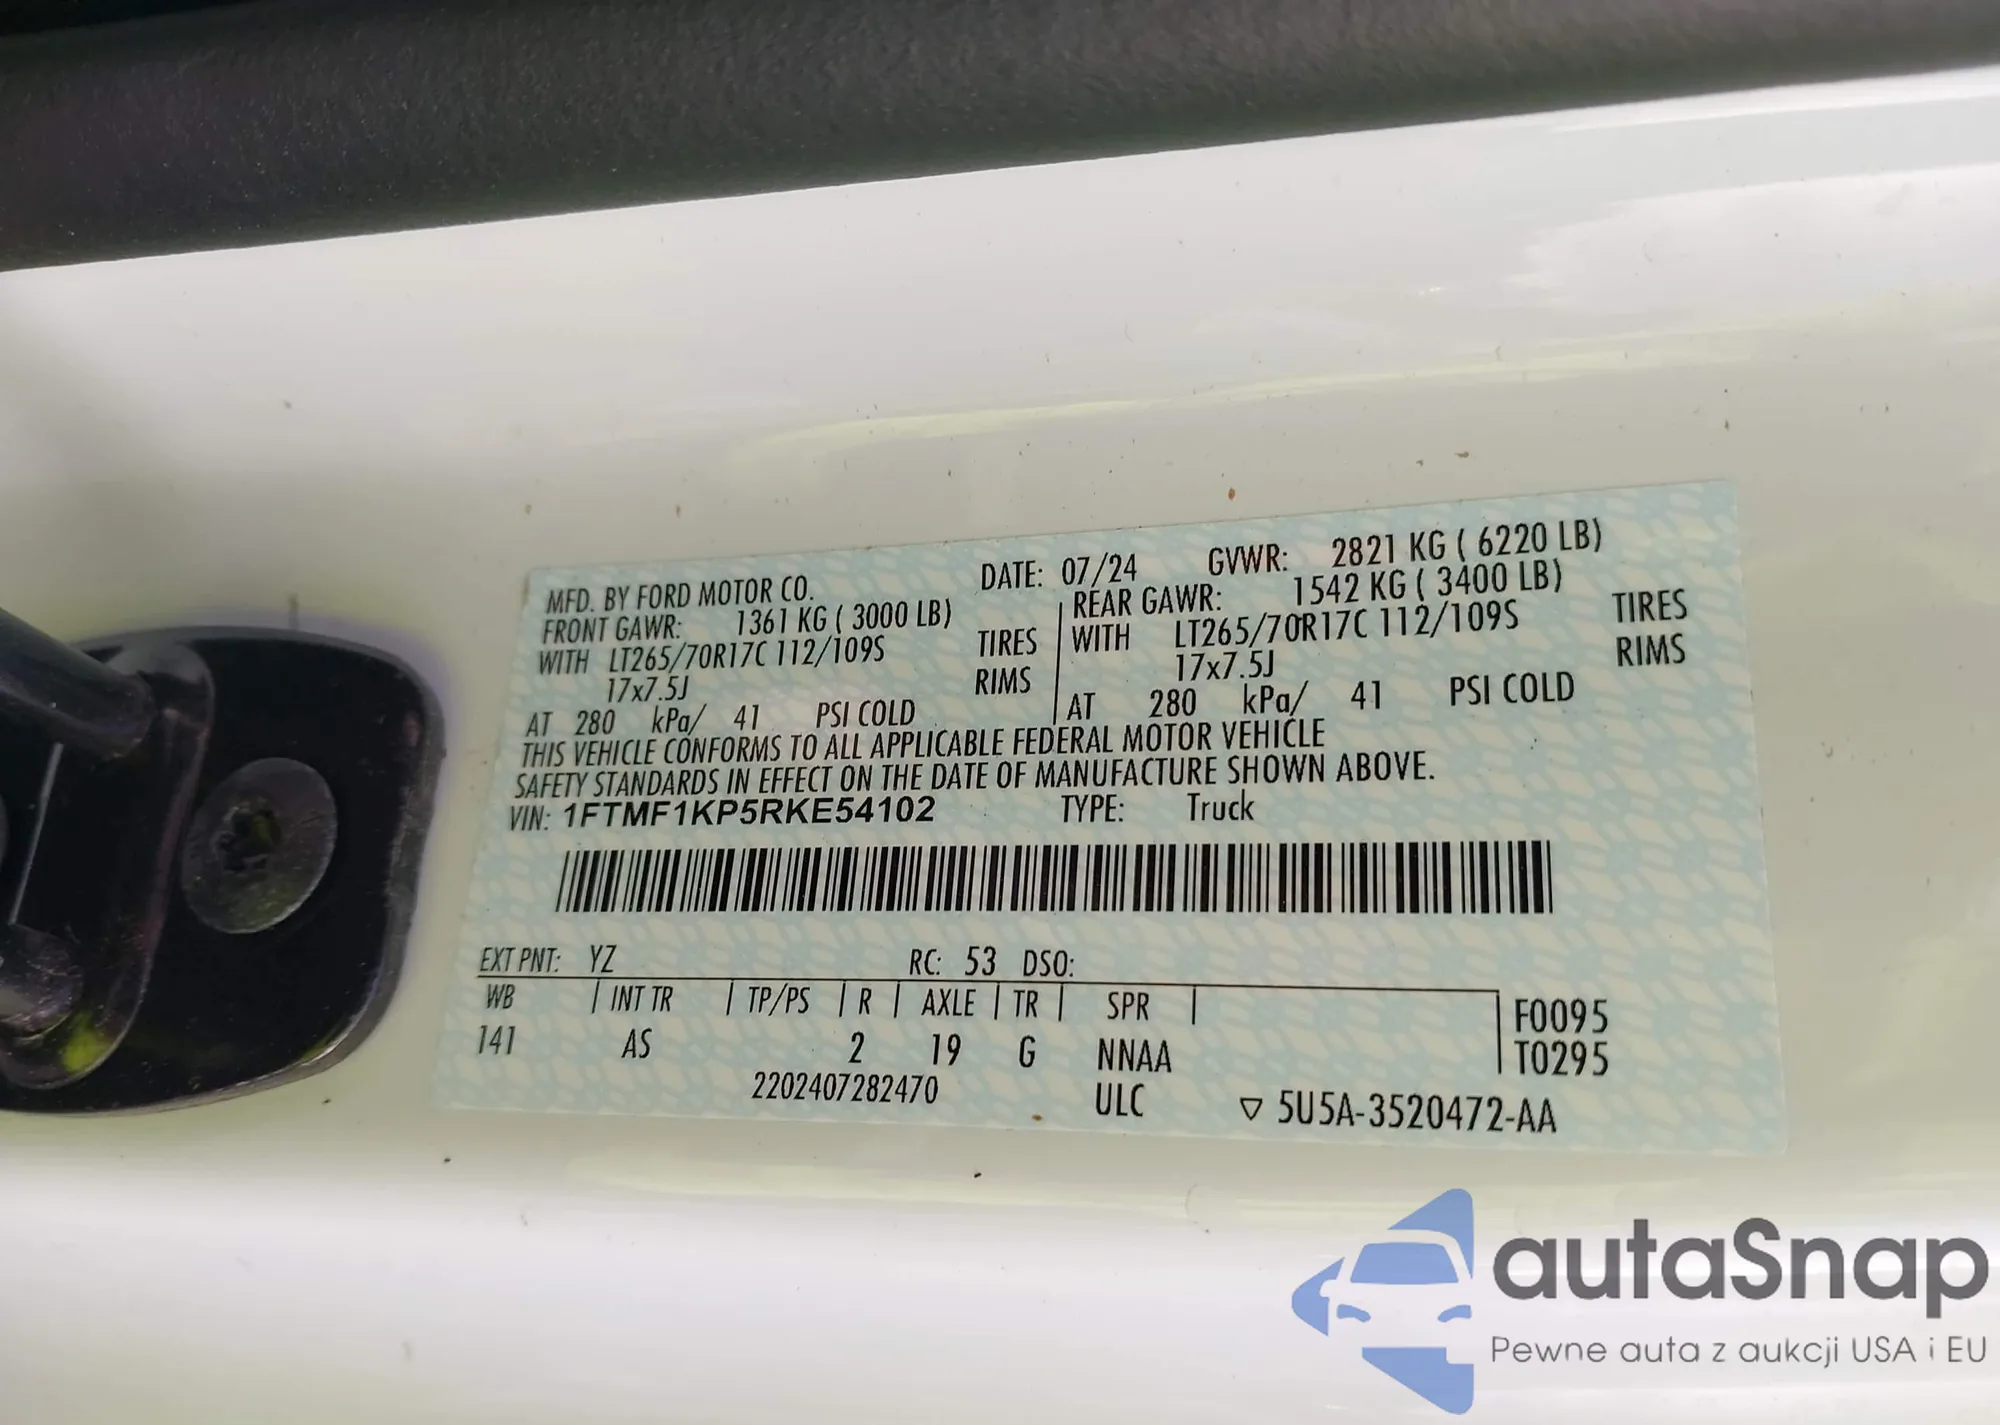 MFD. BY FORD MOTOR CO. DATE: 07/24 GVWR: 2821 KG ( 6220 LB)
FRONT GAWR: 1361 KG ( 3000 LB) REAR GAWR: 1542 KG ( 3400 LB)
WITH LT265/70R17C 112/109S TIRES WITH LT265/70R17C 112/109S TIRES
17x7.5J RIMS 17x7.5J RIMS
AT 280 kPa/ 41 PSI COLD AT 280 kPa/ 41 PSI COLD
THIS VEHICLE CONFORMS TO ALL APPLICABLE FEDERAL MOTOR VEHICLE
SAFETY STANDARDS IN EFFECT ON THE DATE OF MANUFACTURE SHOWN ABOVE.
VIN: 1FTMF1KP5RKE54102 TYPE: Truck
EXT PNT: YZ RC: 53 DSO:
WB INT TR TP/PS R AXLE TR SPR F0095
141 AS 2 19 G NNAA T0295
2202407282470 ULC ▽ 5U5A-3520472-AA
autaSnap
Pewne auta z aukcji USA i EU